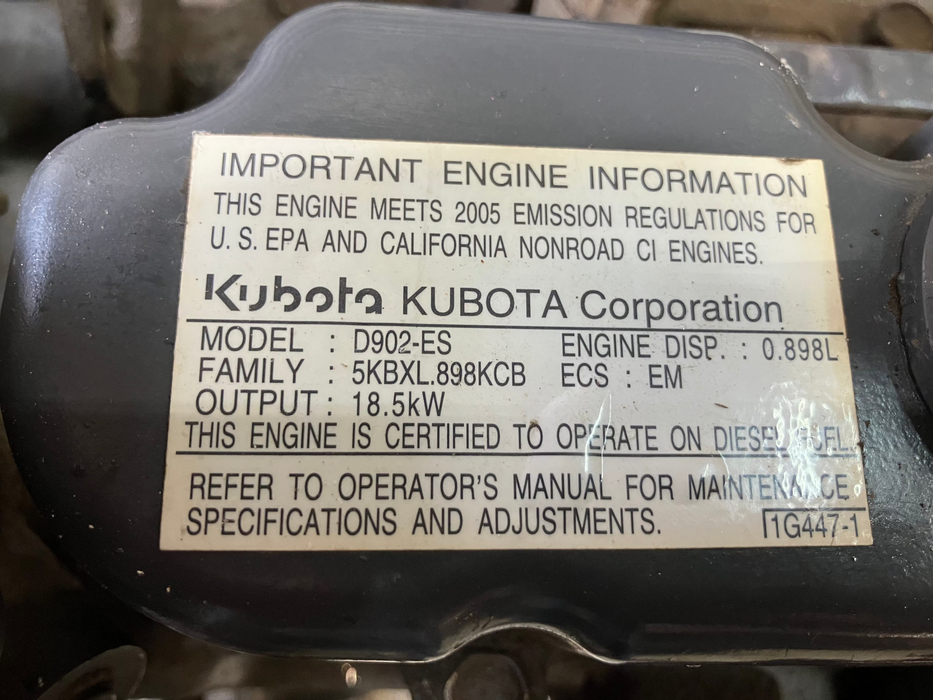 IMPORTANT ENGINE INFORMATION
THIS ENGINE MEETS 2005 EMISSION REGULATIONS FOR
U. S. EPA AND CALIFORNIA NONROAD CI ENGINES.
Kubota KUBOTA Corporation
MODEL : D902-ES ENGINE DISP. : 0.898L
FAMILY : 5KBXL.898KCB ECS : EM
OUTPUT : 18.5kW
THIS ENGINE IS CERTIFIED TO OPERATE ON DIESEL FUEL.
REFER TO OPERATOR'S MANUAL FOR MAINTENANCE
SPECIFICATIONS AND ADJUSTMENTS.
1G447-1